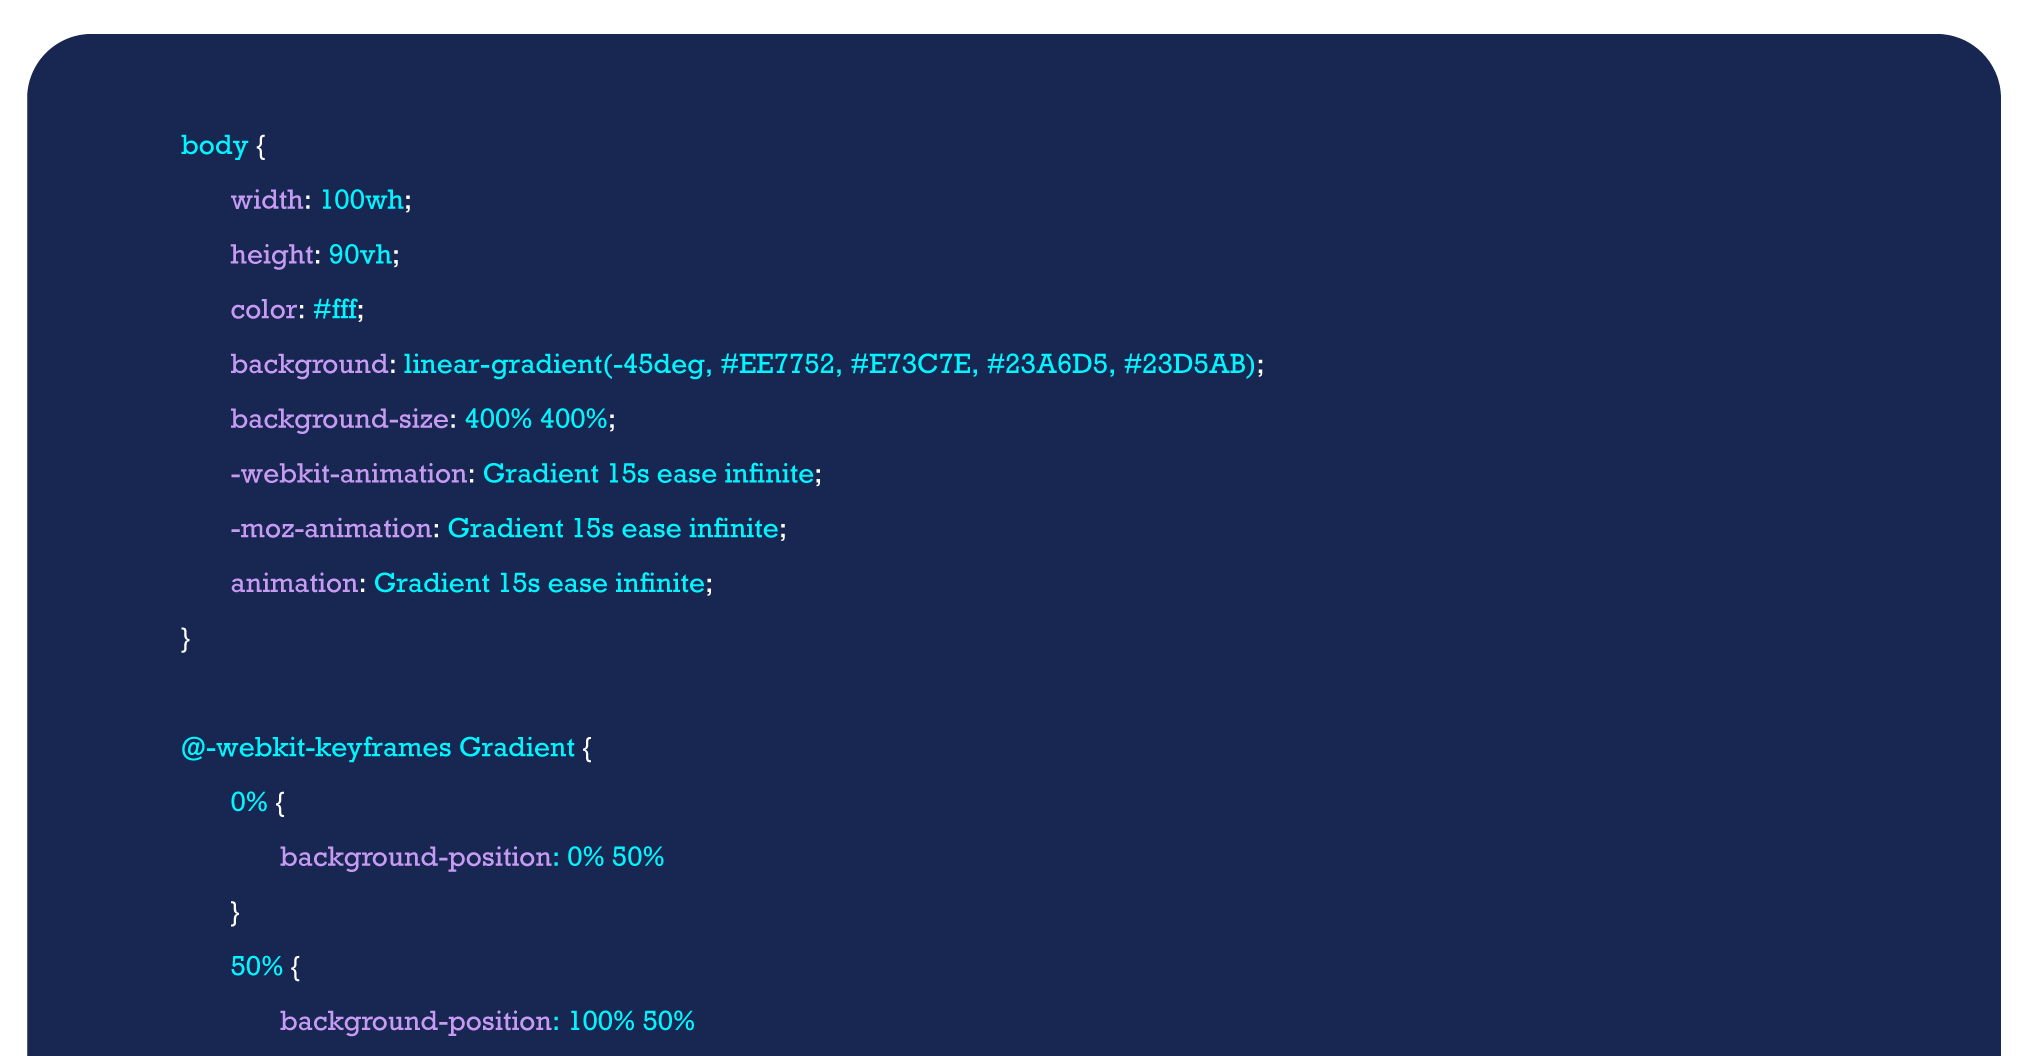 body {
width: 100wh;
height: 90vh;
color: #fff;
background: linear-gradient(-45deg, #EE7752, #E73C7E, #23A6D5, #23D5AB);
background-size: 400% 400%;
-webkit-animation: Gradient 15s ease infinite;
-moz-animation: Gradient 15s ease infinite;
animation: Gradient 15s ease infinite;
}
@-webkit-keyframes Gradient {
0% {
background-position: 0% 50%
}
50% {
background-position: 100% 50%